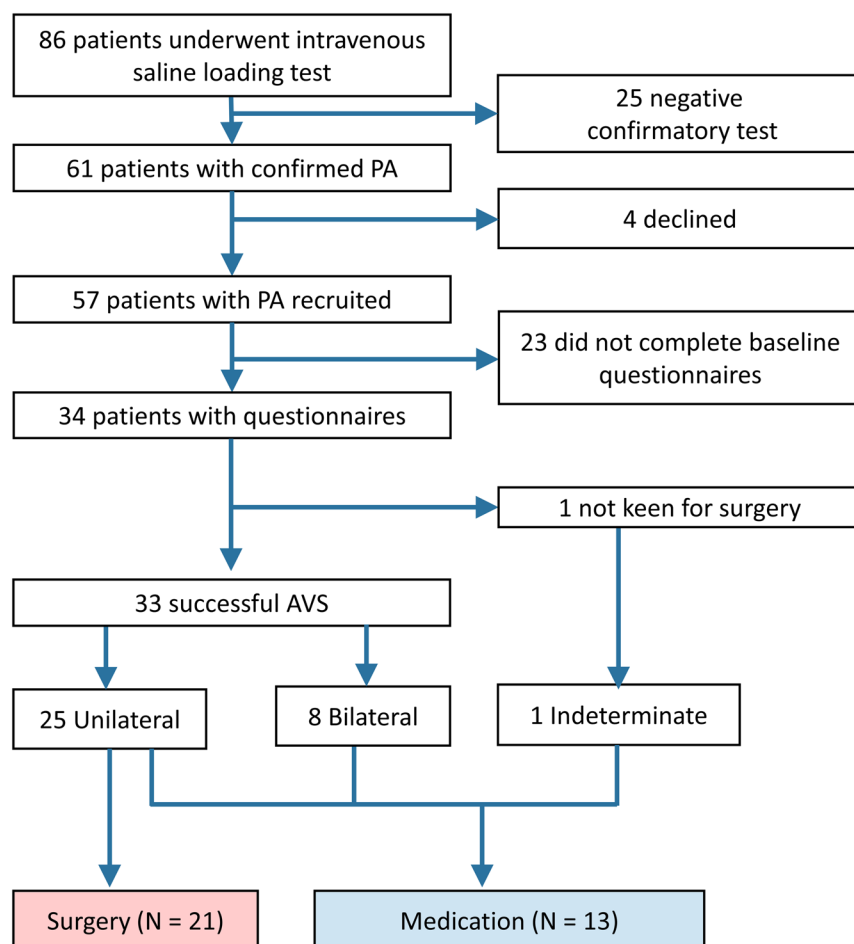 86 patients underwent intravenous
saline loading test
25 negative
confirmatory test
61 patients with confirmed PA
4 declined
57 patients with PA recruited
23 did not complete baseline
questionnaires
34 patients with questionnaires
1 not keen for surgery
33 successful AVS
25 Unilateral
8 Bilateral
1 Indeterminate
Surgery (N = 21)
Medication (N = 13)